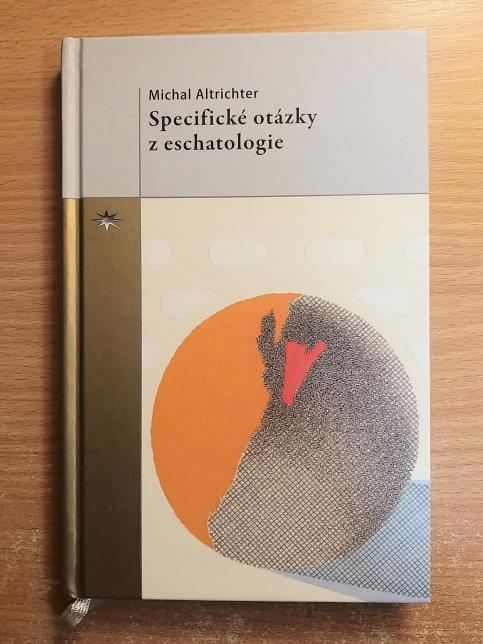 Michal Altrichter
Specifické otázky
z eschatologie